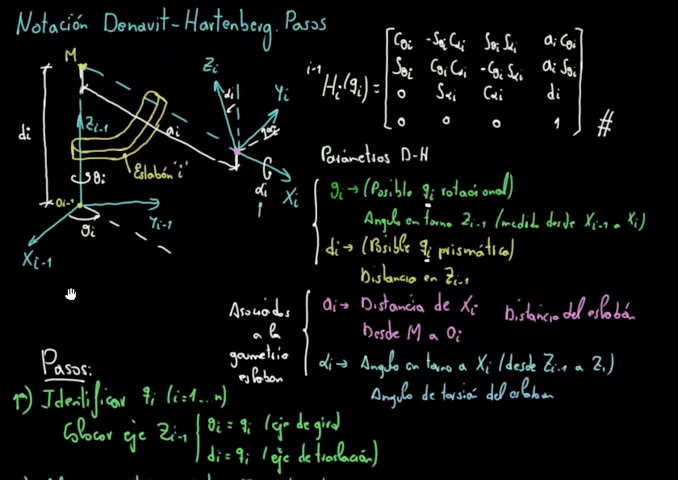 Notación Denavit-Hartenberg. Pasos
M
di
Zi-1
θi
ai
Eslabón "i"
Oi-1
θi
Yi-1
Xi-1
Zi
αi
Yi
Xi
αi
i-1Hi(qi) =
Cθi -Sθi Cαi Sθi Sαi ai Cθi
Sθi Cθi Cαi -Cθi Sαi ai Sθi
0 Sαi Cαi di
0 0 0 1
#
Parámetros D-H
θi → (Posible qi rotacional)
Angulo en torno Zi-1 (medido desde Xi-1 a Xi)
di → (Posible qi prismática)
Distancia en Zi-1
Asociados a la geometría eslabón
ai → Distancia de Xi Distancia del eslabón
Desde M a Oi
αi → Angulo en torno a Xi (desde Zi-1 a Zi)
Angulo de torsión del eslabón
Pasos:
1º) Identificar qi (i=1...n)
Colocar eje Zi-1
θi = qi (eje de giro)
di = qi (eje de traslación)